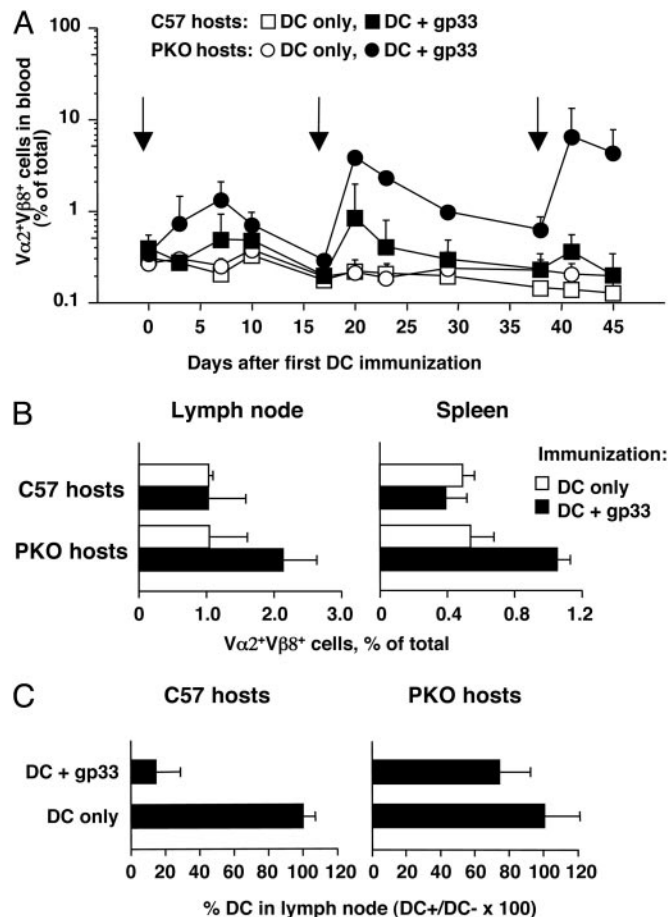 A
C57 hosts: DC only, DC + gp33
PKO hosts: DC only, DC + gp33
Vα2+Vβ8+ cells in blood
(% of total)
100
10
1
0.1
0 5 10 15 20 25 30 35 40 45
Days after first DC immunization
B
Lymph node Spleen
Immunization:
DC only
DC + gp33
C57 hosts
PKO hosts
0 1.0 2.0 3.0 0 0.4 0.8 1.2
Vα2+Vβ8+ cells, % of total
C
C57 hosts PKO hosts
DC + gp33
DC only
0 20 40 60 80 100 120 0 20 40 60 80 100 120
% DC in lymph node (DC+/DC- x 100)